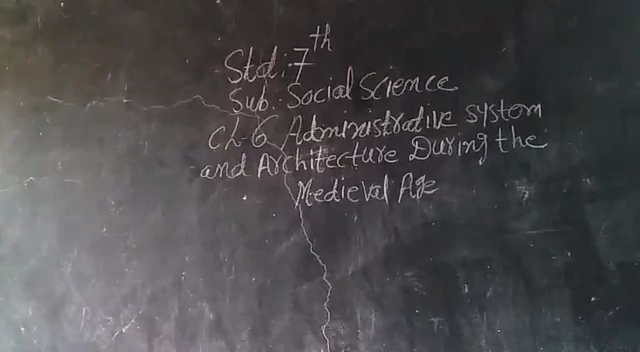 Std:-7th
Sub:-Social Science
Ch-6 Administrative system
and Architecture During the
Medieval Age